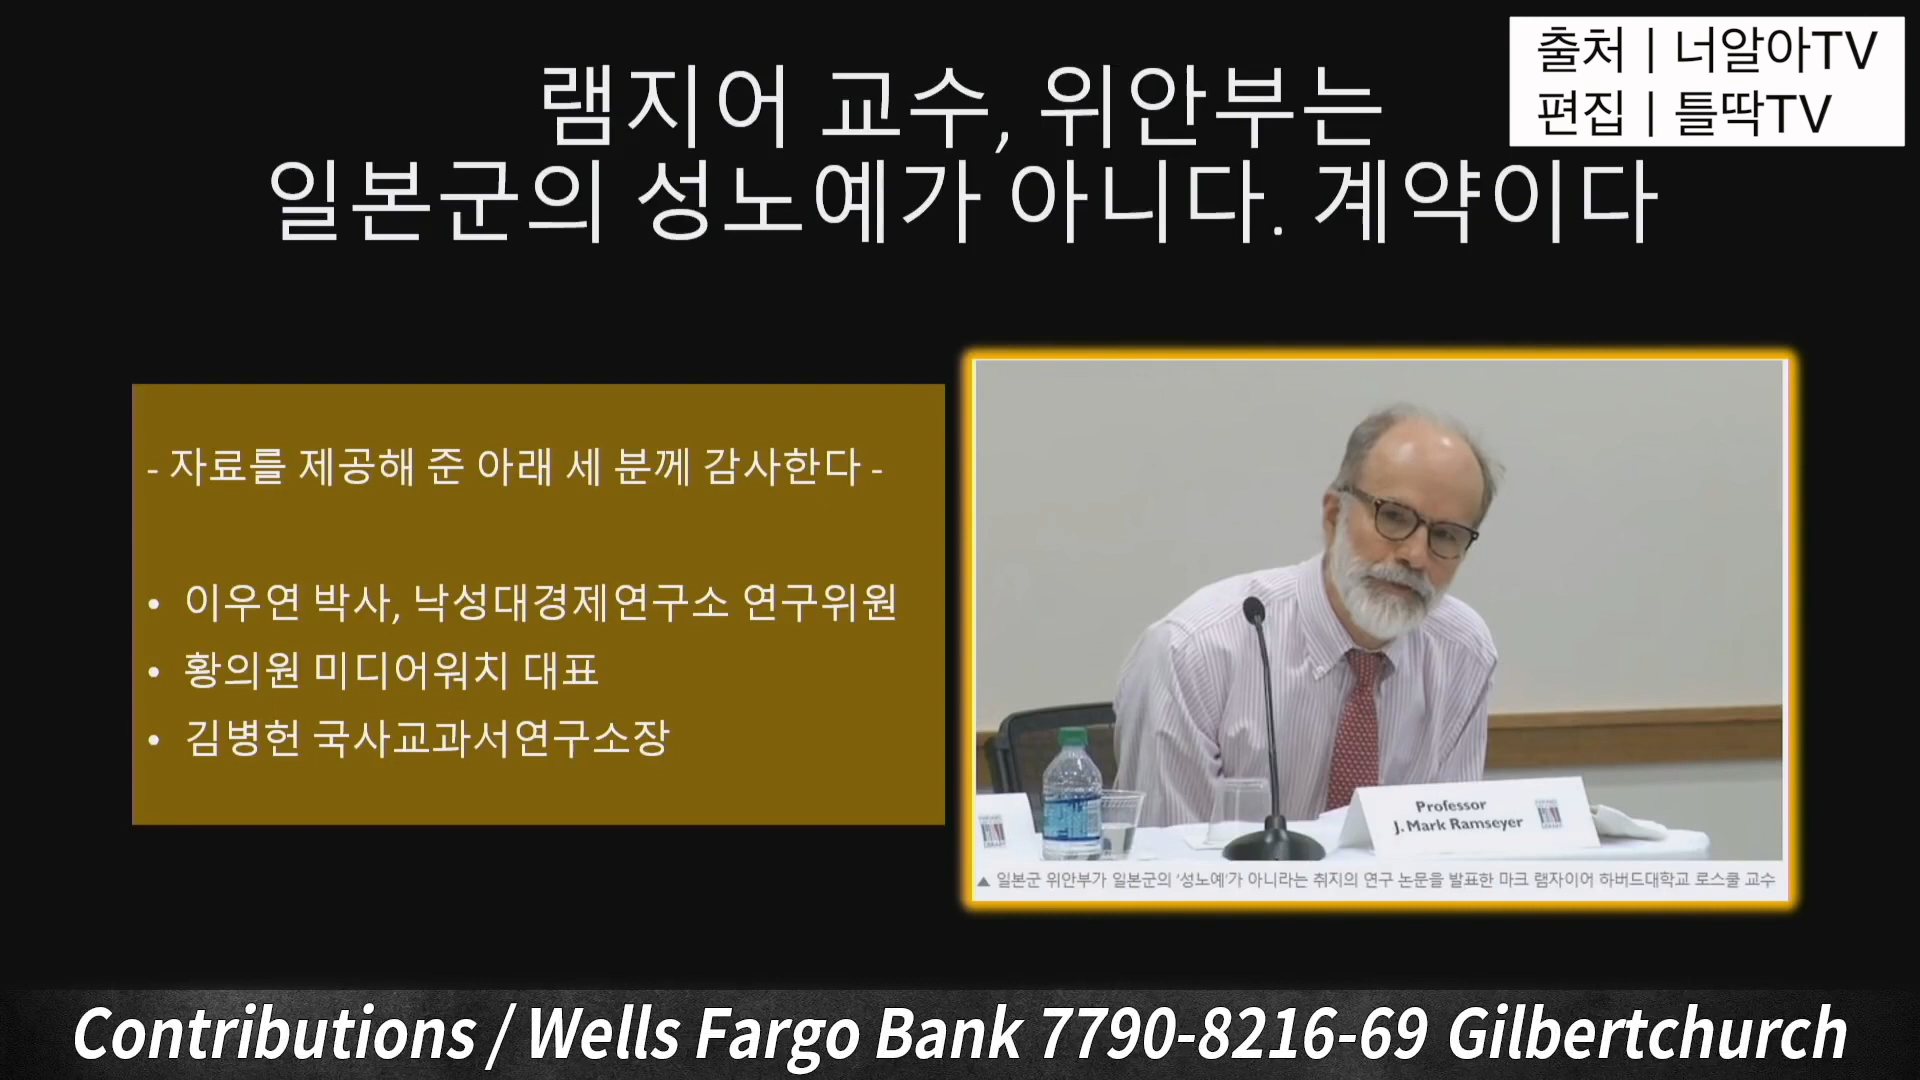 램지어 교수, 위안부는
일본군의 성노예가 아니다. 계약이다
출처 | 너알아TV
편집 | 틀딱TV
- 자료를 제공해 준 아래 세 분께 감사한다 -
• 이우연 박사, 낙성대경제연구소 연구위원
• 황의원 미디어워치 대표
• 김병헌 국사교과서연구소장
Professor
J. Mark Ramseyer
▲ 일본군 위안부가 일본군의 '성노예'가 아니라는 취지의 연구 논문을 발표한 마크 램자이어 하버드대학교 로스쿨 교수
Contributions / Wells Fargo Bank 7790-8216-69 Gilbertchurch